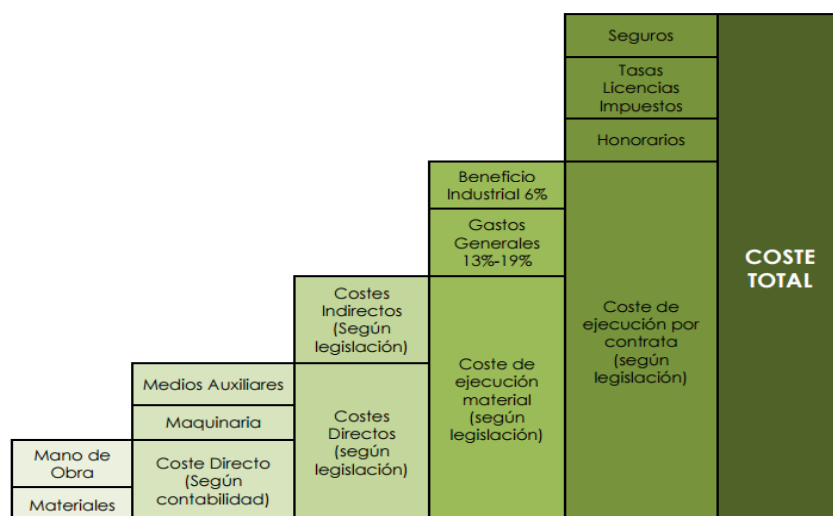 Mano de
Obra
Materiales
Medios Auxiliares
Maquinaria
Coste Directo
(Según
contabilidad)
Costes
Indirectos
(Según
legislación)
Costes
Directos
(según
legislación)
Beneficio
Industrial 6%
Gastos
Generales
13%-19%
Coste de
ejecución
material
(según
legislación)
Seguros
Tasas
Licencias
Impuestos
Honorarios
Coste de
ejecución por
contrata
(según
legislación)
COSTE
TOTAL